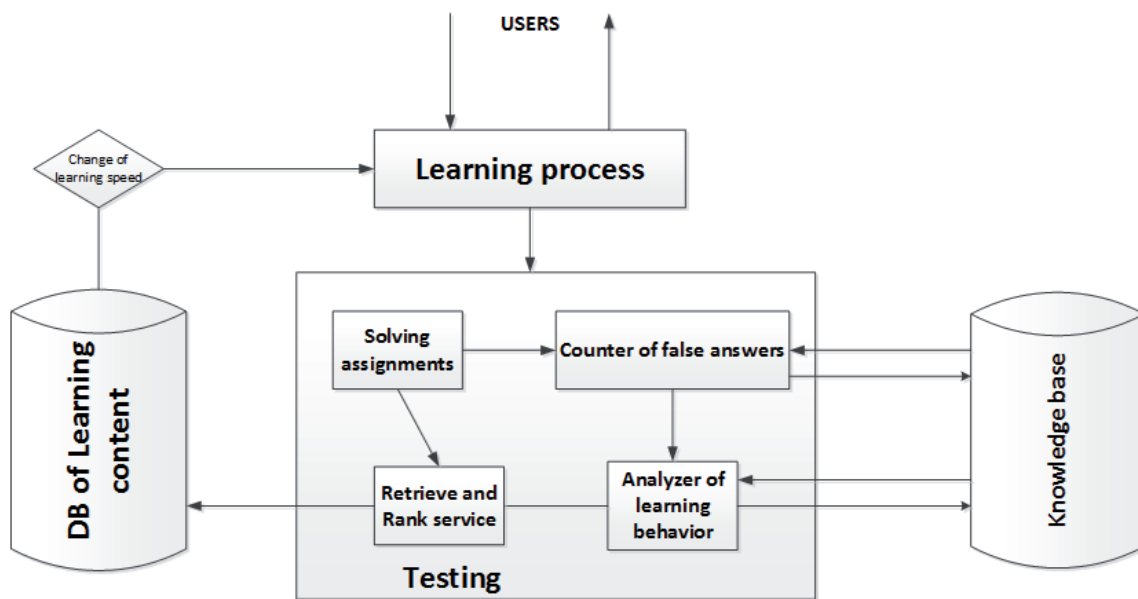 USERS
Change of
learning speed
Learning process
Solving
assignments
Counter of false answers
DB of Learning
content
Knowledge base
Retrieve and
Rank service
Analyzer of
learning
behavior
Testing